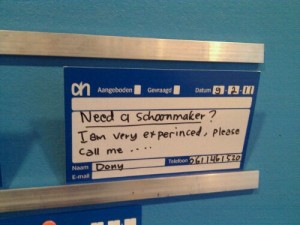 ah Aangeboden Gevraagd Datum 9-2-11
Need a schoonmaker ?
I am very experinced, please
call me ....
Naam Dony Telefoon 0611461520
E-mail